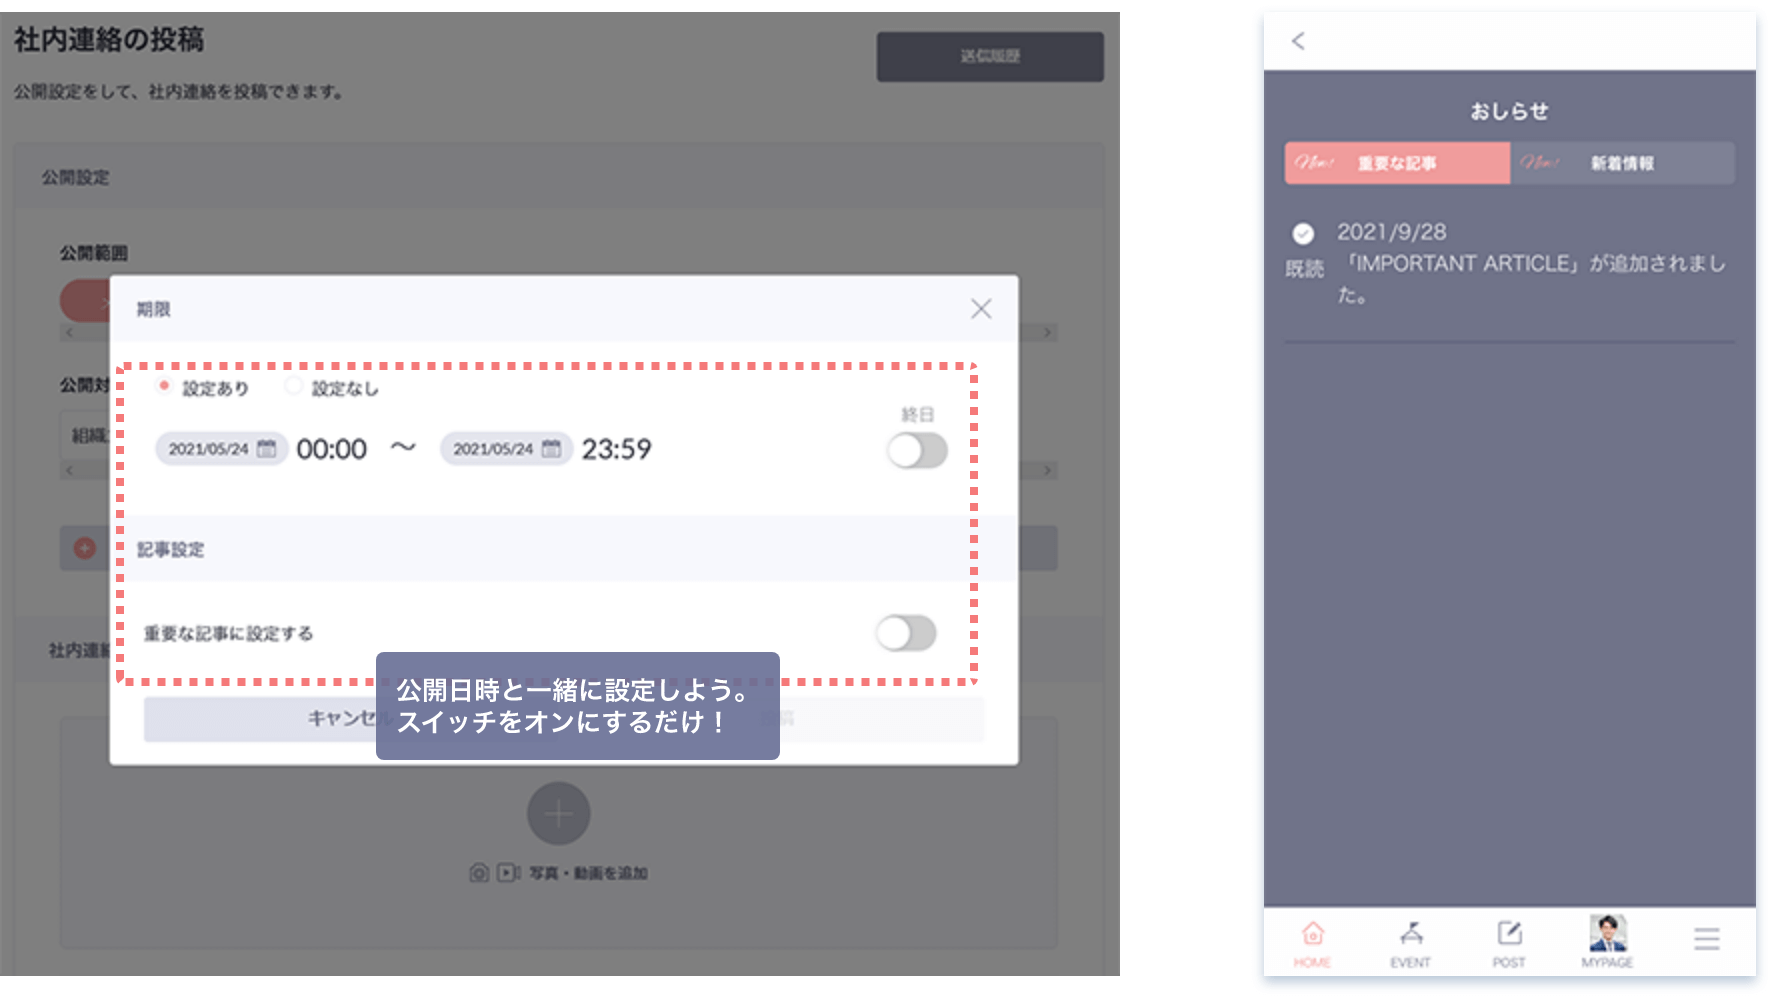 社内連絡の投稿
送信履歴
公開設定をして、社内連絡を投稿できます。
公開設定
公開範囲
期限
公開対
設定あり 設定なし
終日
組織
2021/05/24 00:00 ～ 2021/05/24 23:59
記事設定
重要な記事に設定する
社内連絡
公開日時と一緒に設定しよう。
スイッチをオンにするだけ！
キャンセル
写真・動画を追加
おしらせ
New! 重要な記事 New! 新着情報
2021/9/28
既読 「IMPORTANT ARTICLE」が追加されまし
た。
HOME EVENT POST MYPAGE